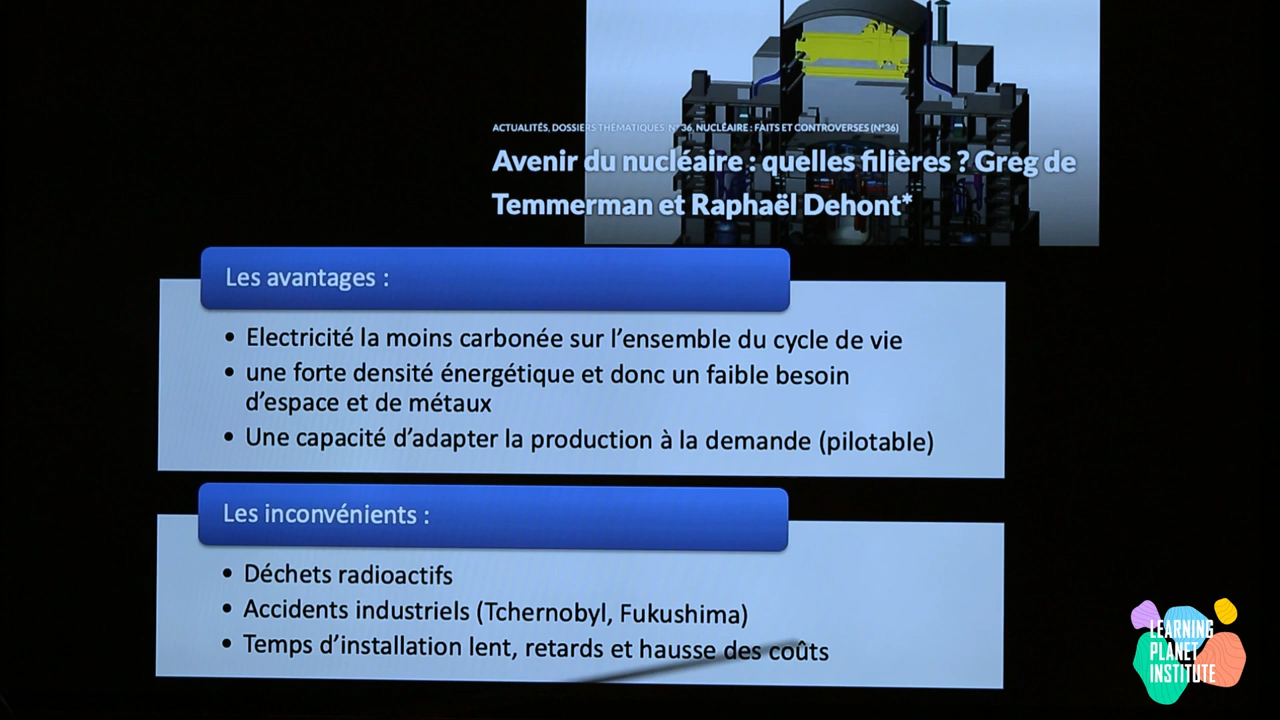 ACTUALITÉS, DOSSIERS THÉMATIQUES, N°36, NUCLÉAIRE : FAITS ET CONTROVERSES (N°36)
Avenir du nucléaire : quelles filières ? Greg de
Temmerman et Raphaël Dehont*
Les avantages :
• Electricité la moins carbonée sur l'ensemble du cycle de vie
• une forte densité énergétique et donc un faible besoin
d'espace et de métaux
• Une capacité d'adapter la production à la demande (pilotable)
Les inconvénients :
• Déchets radioactifs
• Accidents industriels (Tchernobyl, Fukushima)
• Temps d'installation lent, retards et hausse des coûts
LEARNING
PLANET
INSTITUTE